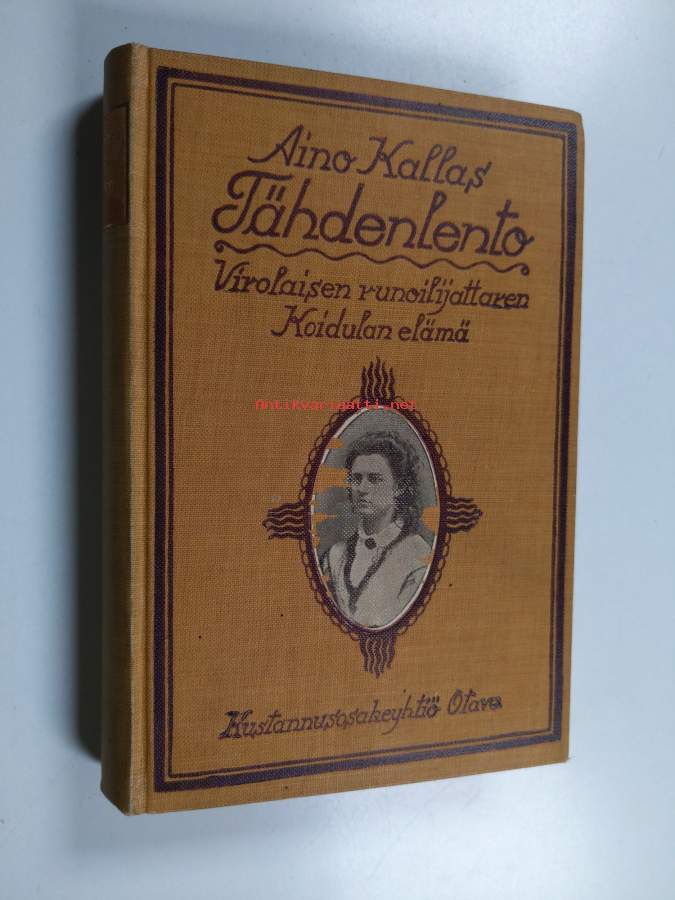 Aino Kallas
Tähdenlento
Virolaisen runoilijattaren
Koidulan elämä
Antikvariaatti.net
Kustannusosakeyhtiö Otava